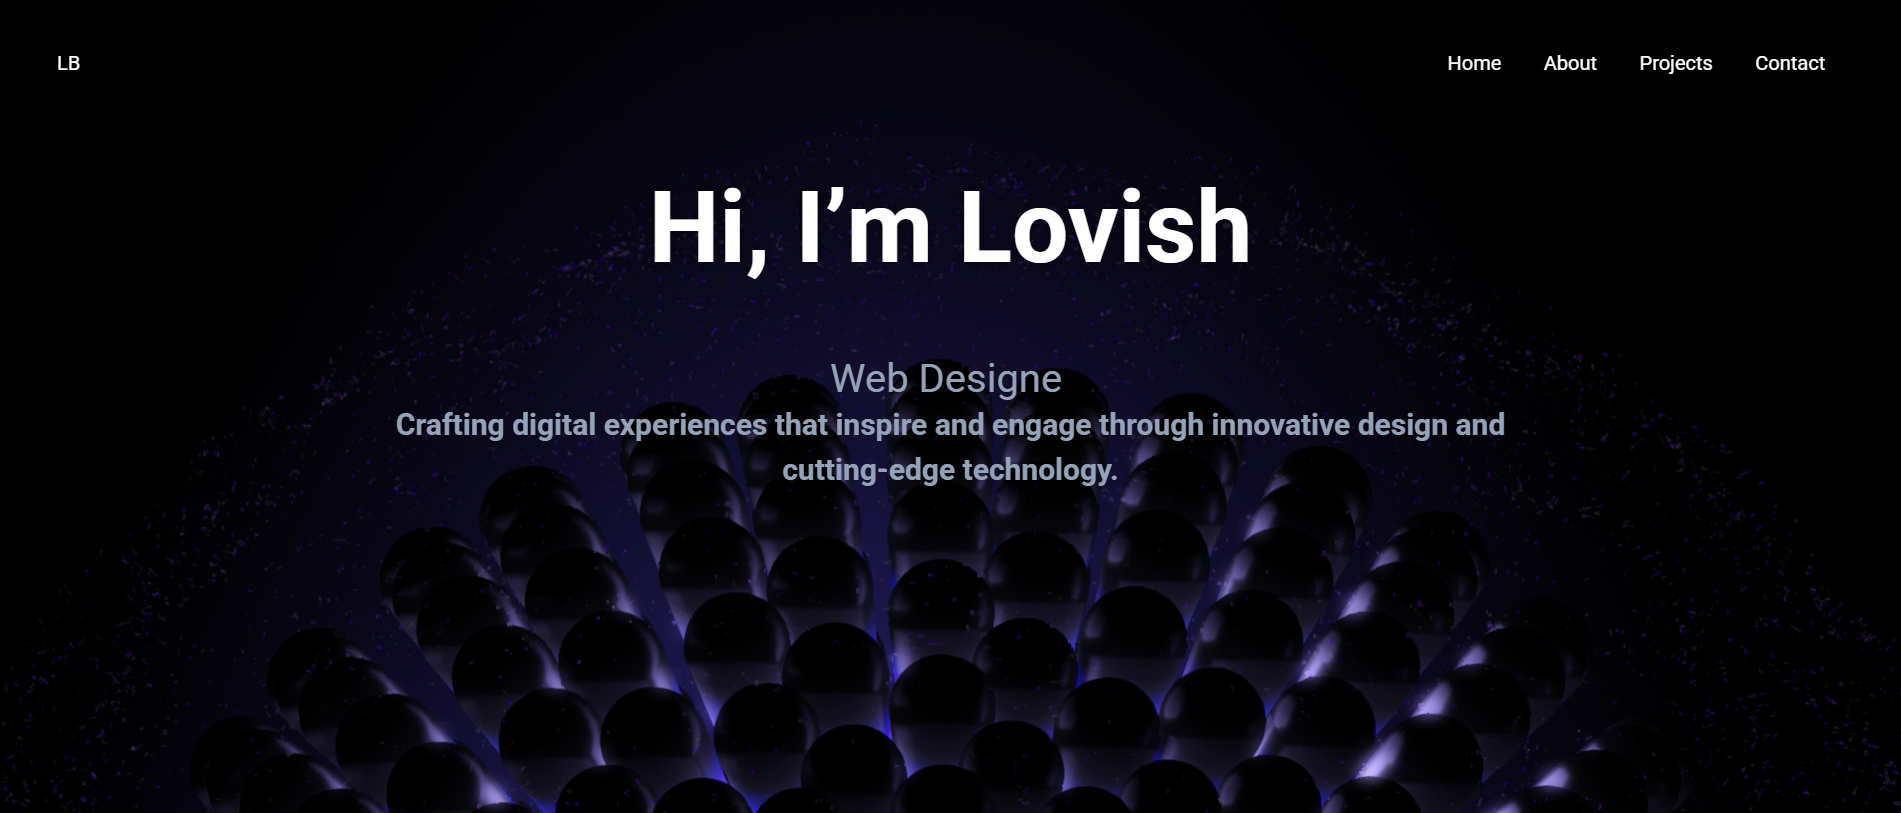 LB
Home About Projects Contact
Hi, I’m Lovish
Web Designe
Crafting digital experiences that inspire and engage through innovative design and
cutting-edge technology.